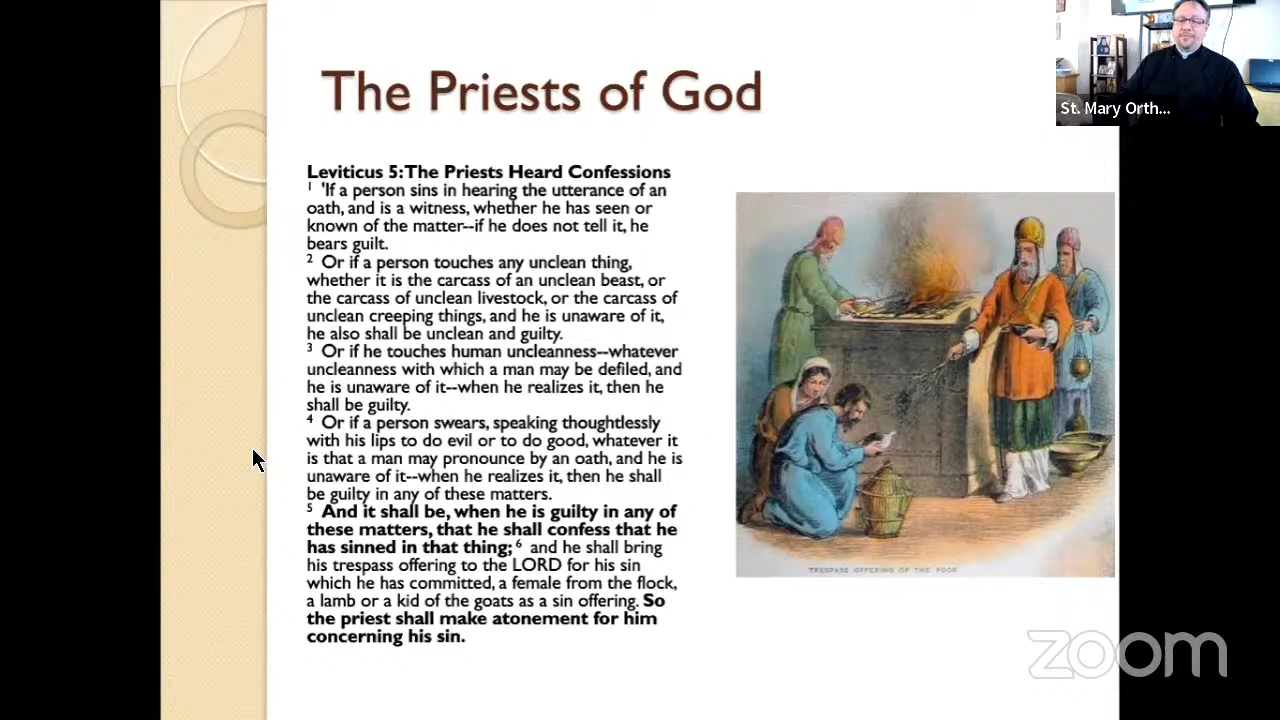 The Priests of God
St. Mary Orth...
Leviticus 5: The Priests Heard Confessions
1 'If a person sins in hearing the utterance of an
oath, and is a witness, whether he has seen or
known of the matter--if he does not tell it, he
bears guilt.
2 Or if a person touches any unclean thing,
whether it is the carcass of an unclean beast, or
the carcass of unclean livestock, or the carcass of
unclean creeping things, and he is unaware of it,
he also shall be unclean and guilty.
3 Or if he touches human uncleanness--whatever
uncleanness with which a man may be defiled, and
he is unaware of it--when he realizes it, then he
shall be guilty.
4 Or if a person swears, speaking thoughtlessly
with his lips to do evil or to do good, whatever it
is that a man may pronounce by an oath, and he is
unaware of it--when he realizes it, then he shall
be guilty in any of these matters.
5 And it shall be, when he is guilty in any of
these matters, that he shall confess that he
has sinned in that thing; 6 and he shall bring
his trespass offering to the LORD for his sin
which he has committed, a female from the flock,
a lamb or a kid of the goats as a sin offering. So
the priest shall make atonement for him
concerning his sin.
TRESPASS OFFERING OF THE POOR
zoom